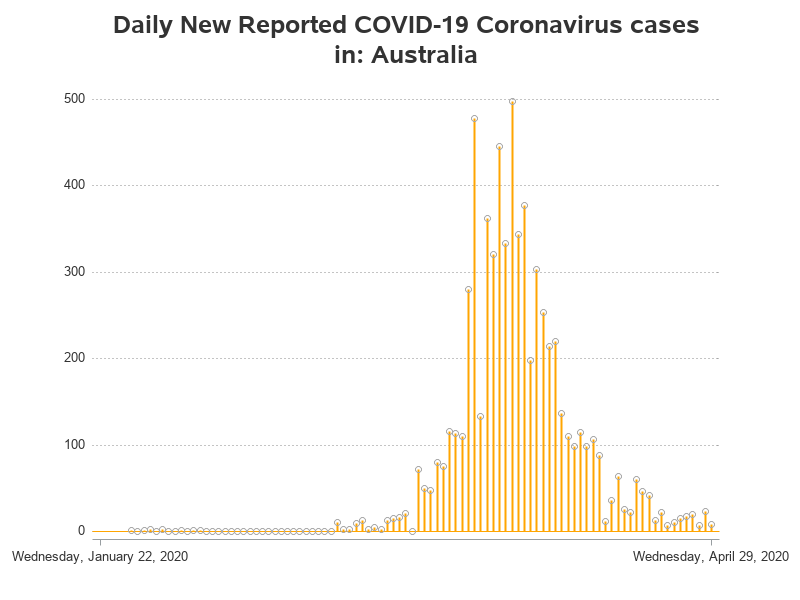 Daily New Reported COVID-19 Coronavirus cases
in: Australia
500
400
300
200
100
0
Wednesday, January 22, 2020
Wednesday, April 29, 2020